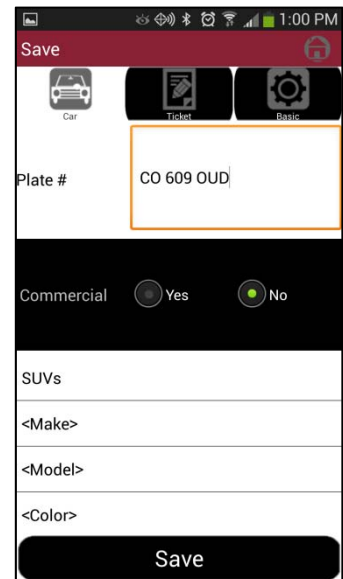 1:00 PM
Save
Car Ticket Basic
Plate # CO 609 OUD
Commercial Yes No
SUVs
<Make>
<Model>
<Color>
Save